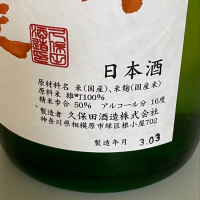 日本酒
原材料名 米(国産)、米麹(国産米)
原料米 雄町100%
精米歩合 50% アルコール分 16度
製造者 久保田酒造株式会社
神奈川県相模原市緑区根小屋702
製造年月 3.03